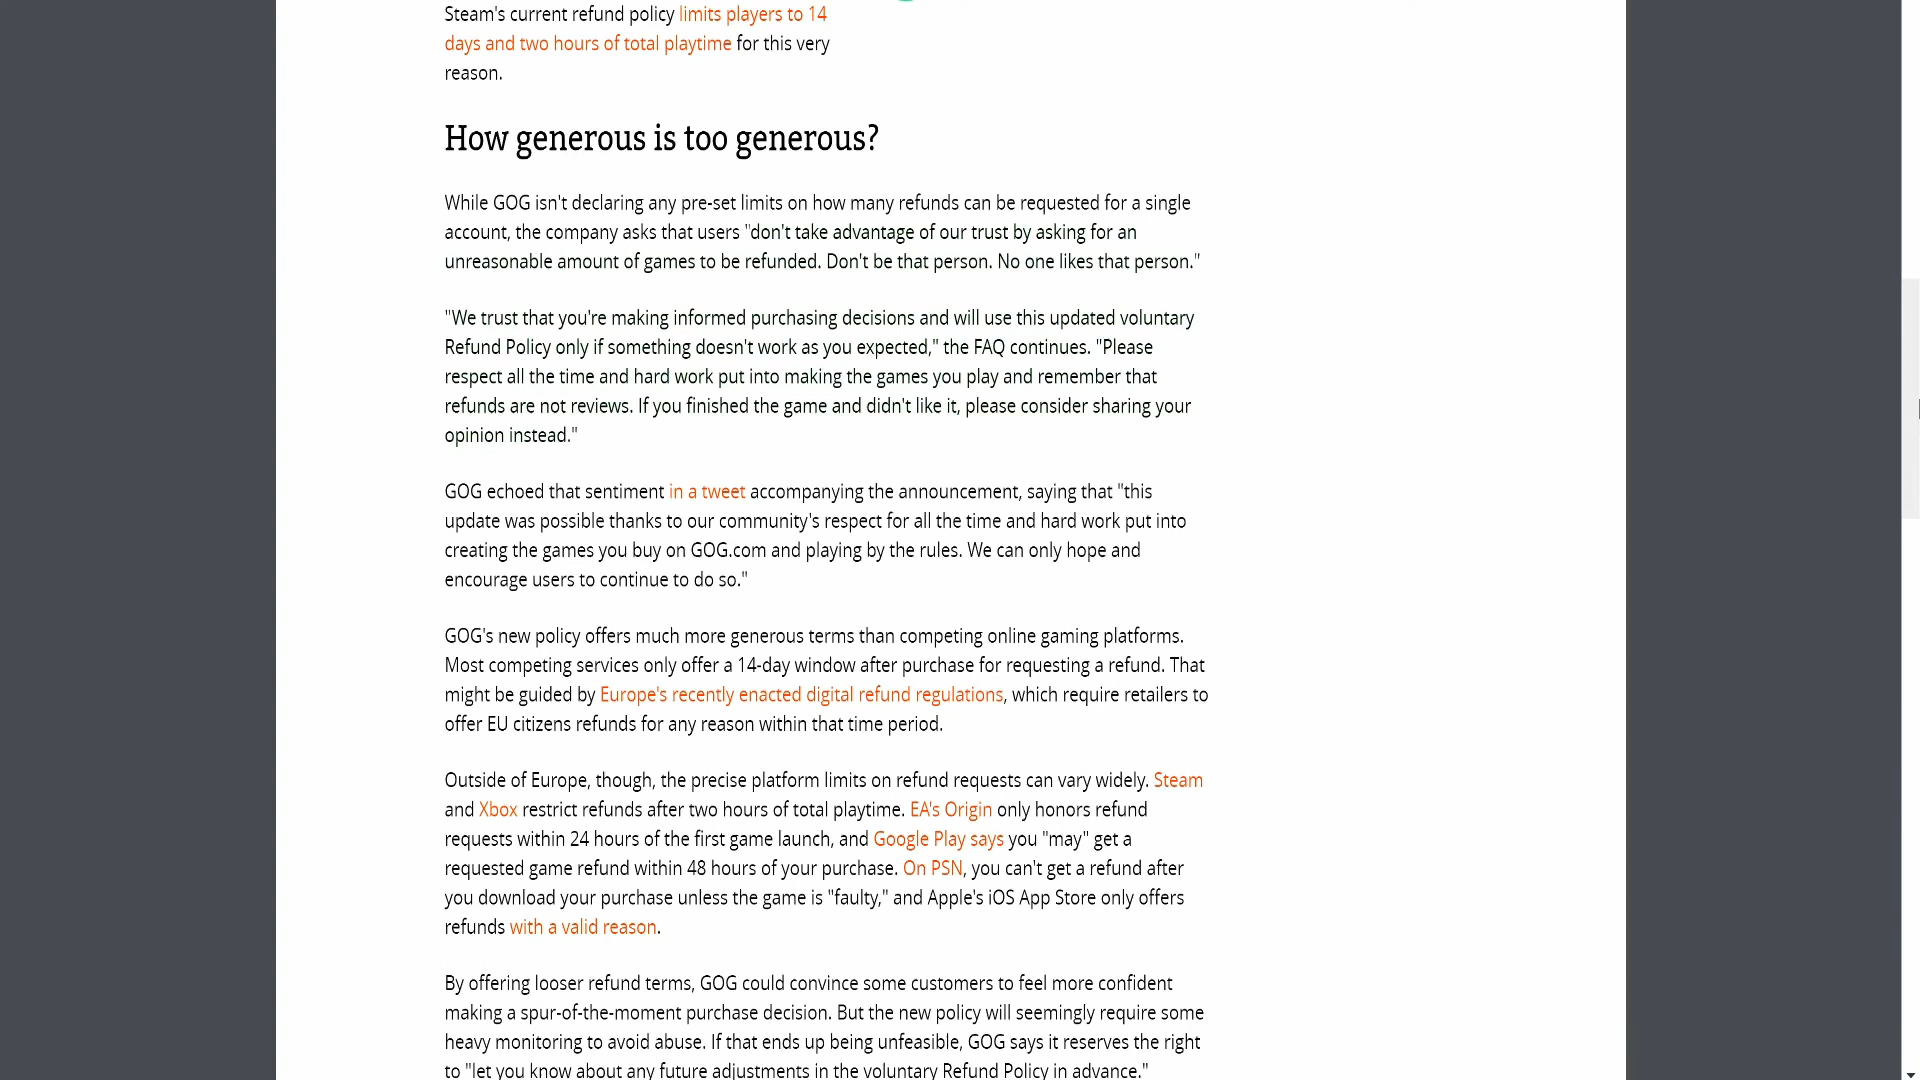 Steam's current refund policy limits players to 14
days and two hours of total playtime for this very
reason.
How generous is too generous?
While GOG isn't declaring any pre-set limits on how many refunds can be requested for a single
account, the company asks that users "don't take advantage of our trust by asking for an
unreasonable amount of games to be refunded. Don't be that person. No one likes that person."
"We trust that you're making informed purchasing decisions and will use this updated voluntary
Refund Policy only if something doesn't work as you expected," the FAQ continues. "Please
respect all the time and hard work put into making the games you play and remember that
refunds are not reviews. If you finished the game and didn't like it, please consider sharing your
opinion instead."
GOG echoed that sentiment in a tweet accompanying the announcement, saying that "this
update was possible thanks to our community's respect for all the time and hard work put into
creating the games you buy on GOG.com and playing by the rules. We can only hope and
encourage users to continue to do so."
GOG's new policy offers much more generous terms than competing online gaming platforms.
Most competing services only offer a 14-day window after purchase for requesting a refund. That
might be guided by Europe's recently enacted digital refund regulations, which require retailers to
offer EU citizens refunds for any reason within that time period.
Outside of Europe, though, the precise platform limits on refund requests can vary widely. Steam
and Xbox restrict refunds after two hours of total playtime. EA's Origin only honors refund
requests within 24 hours of the first game launch, and Google Play says you "may" get a
requested game refund within 48 hours of your purchase. On PSN, you can't get a refund after
you download your purchase unless the game is "faulty," and Apple's iOS App Store only offers
refunds with a valid reason.
By offering looser refund terms, GOG could convince some customers to feel more confident
making a spur-of-the-moment purchase decision. But the new policy will seemingly require some
heavy monitoring to avoid abuse. If that ends up being unfeasible, GOG says it reserves the right
to "let you know about any future adjustments in the voluntary Refund Policy in advance."